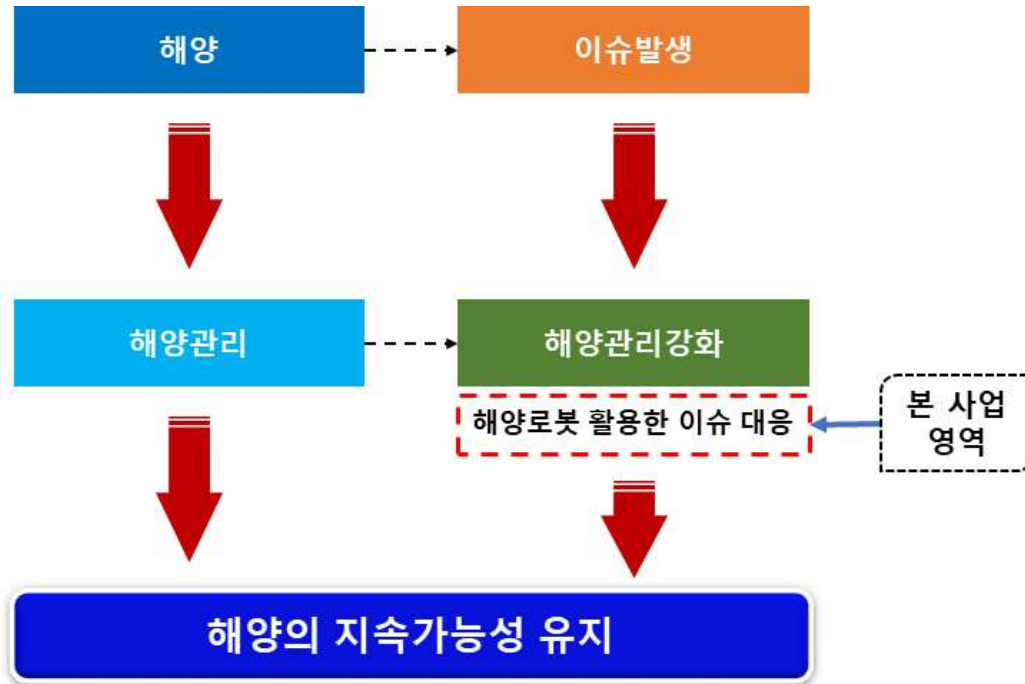 해양
이슈발생
해양관리
해양관리강화
해양로봇 활용한 이슈 대응
본 사업
영역
해양의 지속가능성 유지